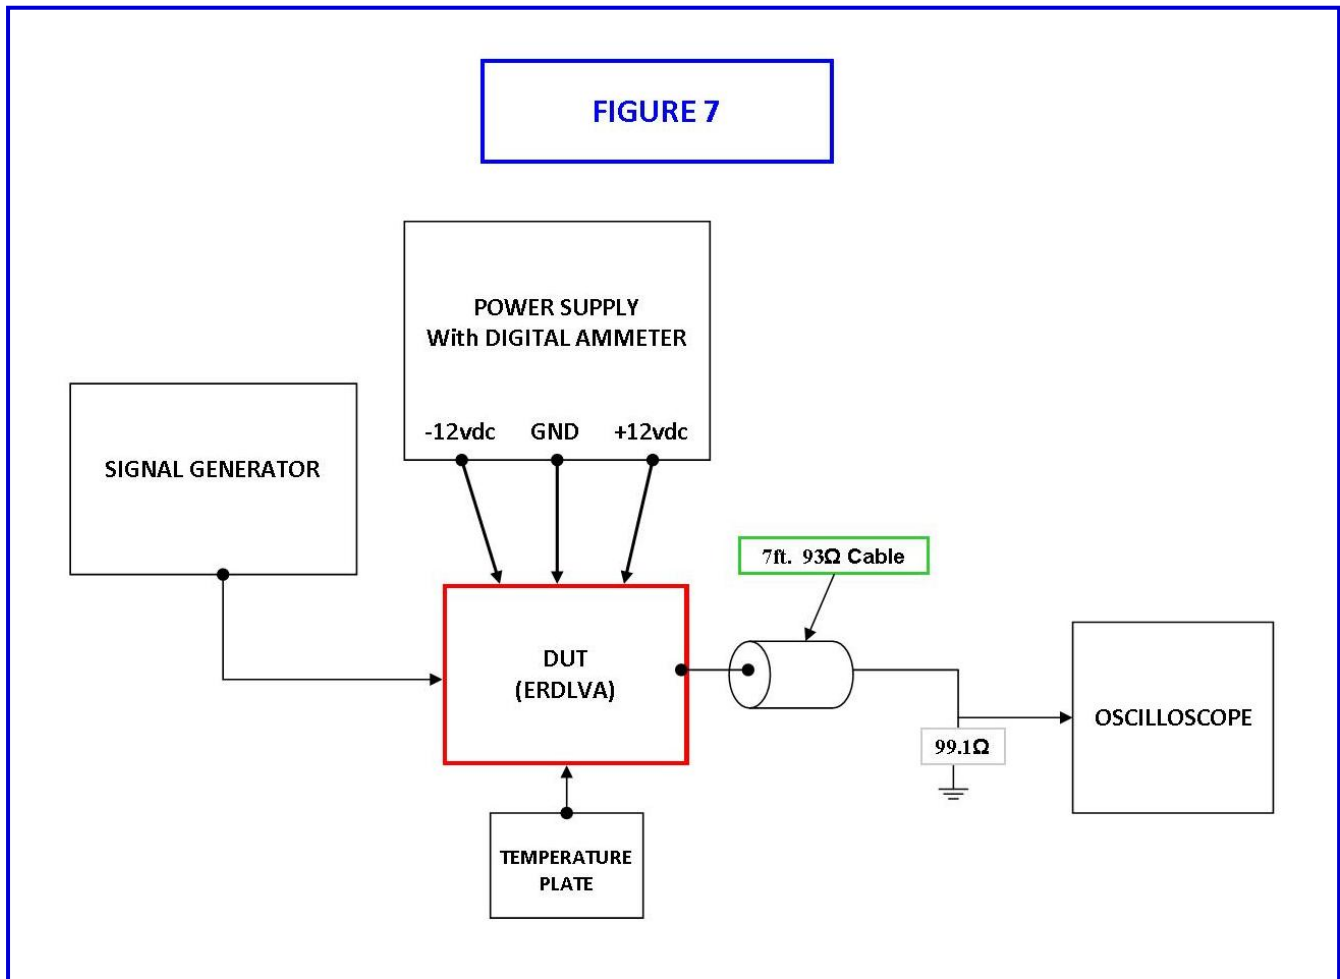 FIGURE 7
POWER SUPPLY
With DIGITAL AMMETER
-12vdc GND +12vdc
SIGNAL GENERATOR
7ft. 93Ω Cable
DUT
(ERDLVA)
99.1Ω
OSCILLOSCOPE
TEMPERATURE
PLATE